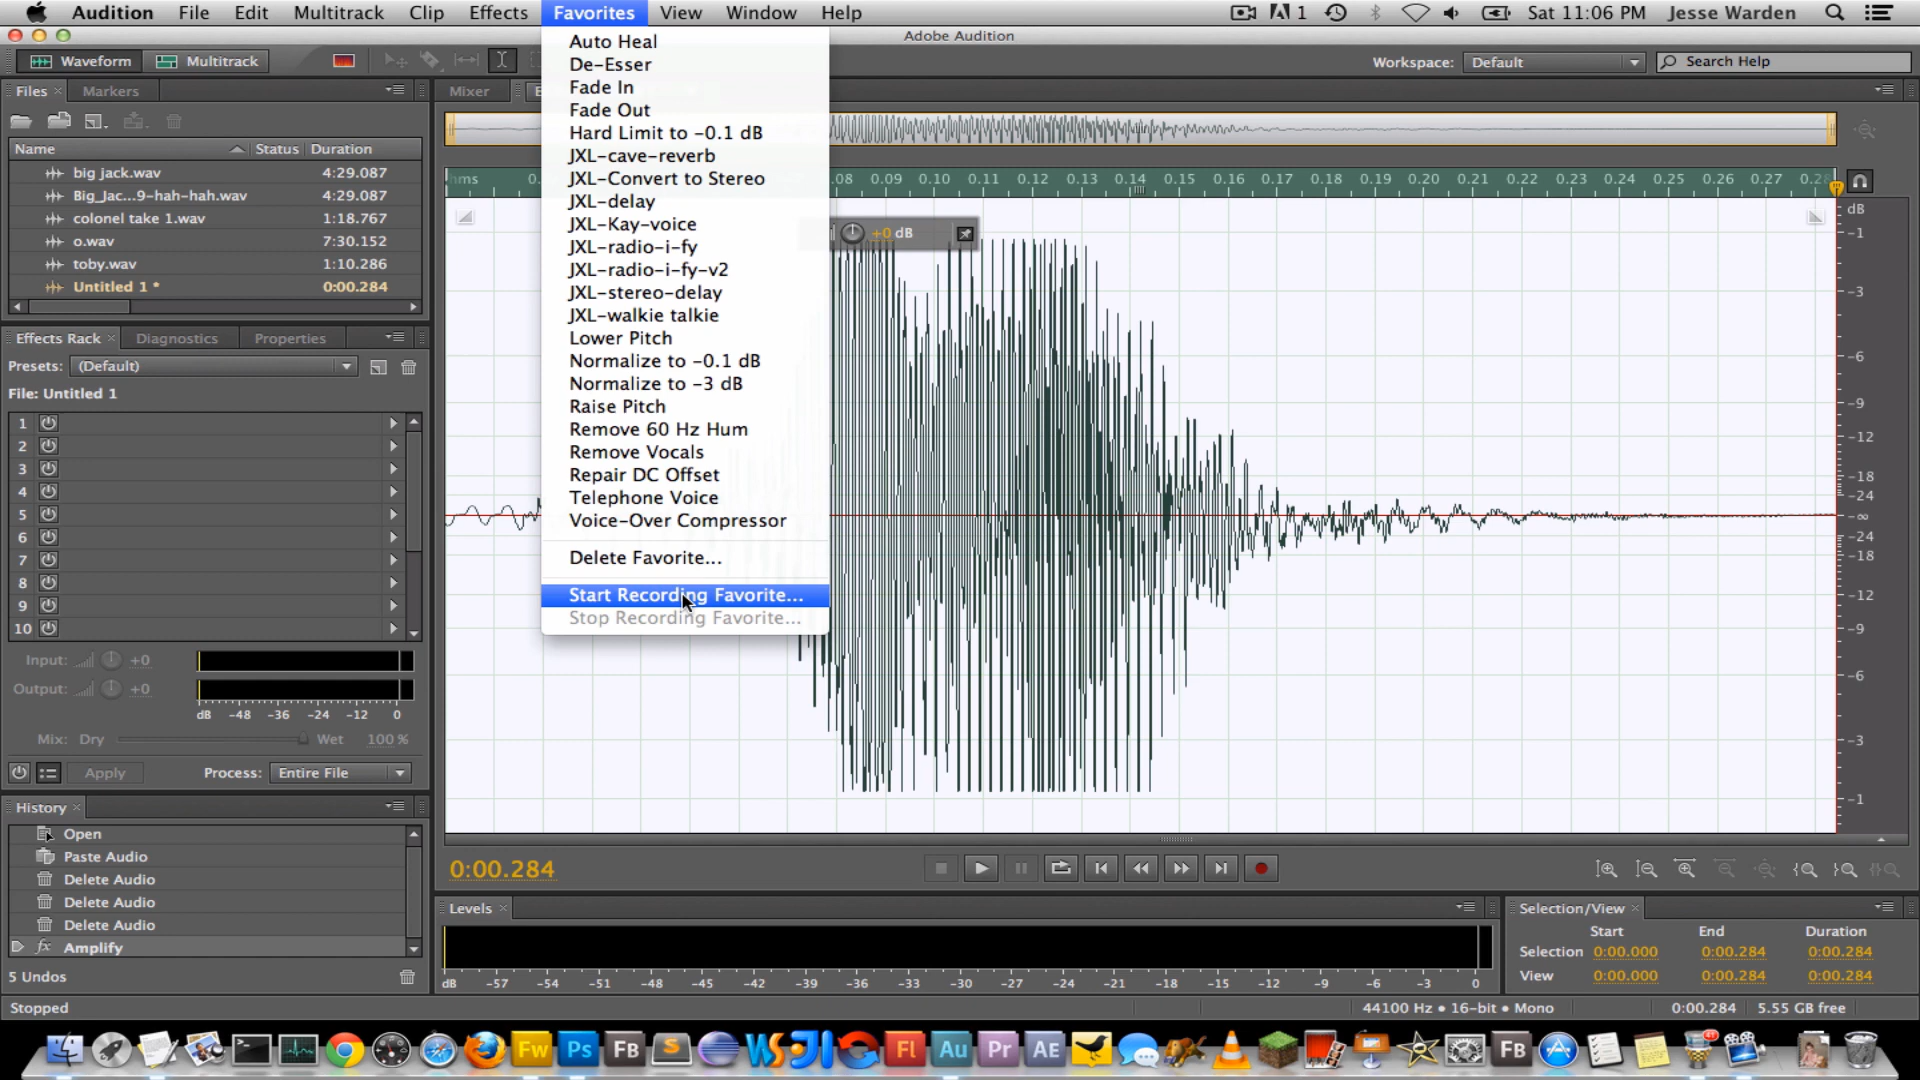 Audition File Edit Multitrack Clip Effects Favorites View Window Help 1 Sat 11:06 PM Jesse Warden
Adobe Audition
Waveform Multitrack Workspace: Default Search Help
Files Markers Mixer
Name Status Duration
big jack.wav 4:29.087
Big_Jac...9-hah-hah.wav 4:29.087
colonel take 1.wav 1:18.767
o.wav 7:30.152
toby.wav 1:10.286
Untitled 1 * 0:00.284
Effects Rack Diagnostics Properties
Presets: (Default)
File: Untitled 1
1
2
3
4
5
6
7
8
9
10
Input: +0
Output: +0
dB -48 -36 -24 -12 0
Mix: Dry Wet 100 %
Apply Process: Entire File
History
Open
Paste Audio
Delete Audio
Delete Audio
Delete Audio
fx Amplify
5 Undos
Stopped
Auto Heal
De-Esser
Fade In
Fade Out
Hard Limit to -0.1 dB
JXL-cave-reverb
JXL-Convert to Stereo
JXL-delay
JXL-Kay-voice
JXL-radio-i-fy
JXL-radio-i-fy-v2
JXL-stereo-delay
JXL-walkie talkie
Lower Pitch
Normalize to -0.1 dB
Normalize to -3 dB
Raise Pitch
Remove 60 Hz Hum
Remove Vocals
Repair DC Offset
Telephone Voice
Voice-Over Compressor
Delete Favorite...
Start Recording Favorite...
Stop Recording Favorite...
hms 0. .08 0.09 0.10 0.11 0.12 0.13 0.14 0.15 0.16 0.17 0.18 0.19 0.20 0.21 0.22 0.23 0.24 0.25 0.26 0.27 0.28
+0 dB
dB
-1
-3
-6
-9
-12
-18
-24
-∞
-24
-18
-12
-9
-6
-3
-1
0:00.284
Levels
dB -57 -54 -51 -48 -45 -42 -39 -36 -33 -30 -27 -24 -21 -18 -15 -12 -9 -6 -3 0
Selection/View
Start End Duration
Selection 0:00.000 0:00.284 0:00.284
View 0:00.000 0:00.284 0:00.284
44100 Hz • 16-bit • Mono 0:00.284 5.55 GB free
Fw Ps FB S WS JI Fl Au Pr AE FB